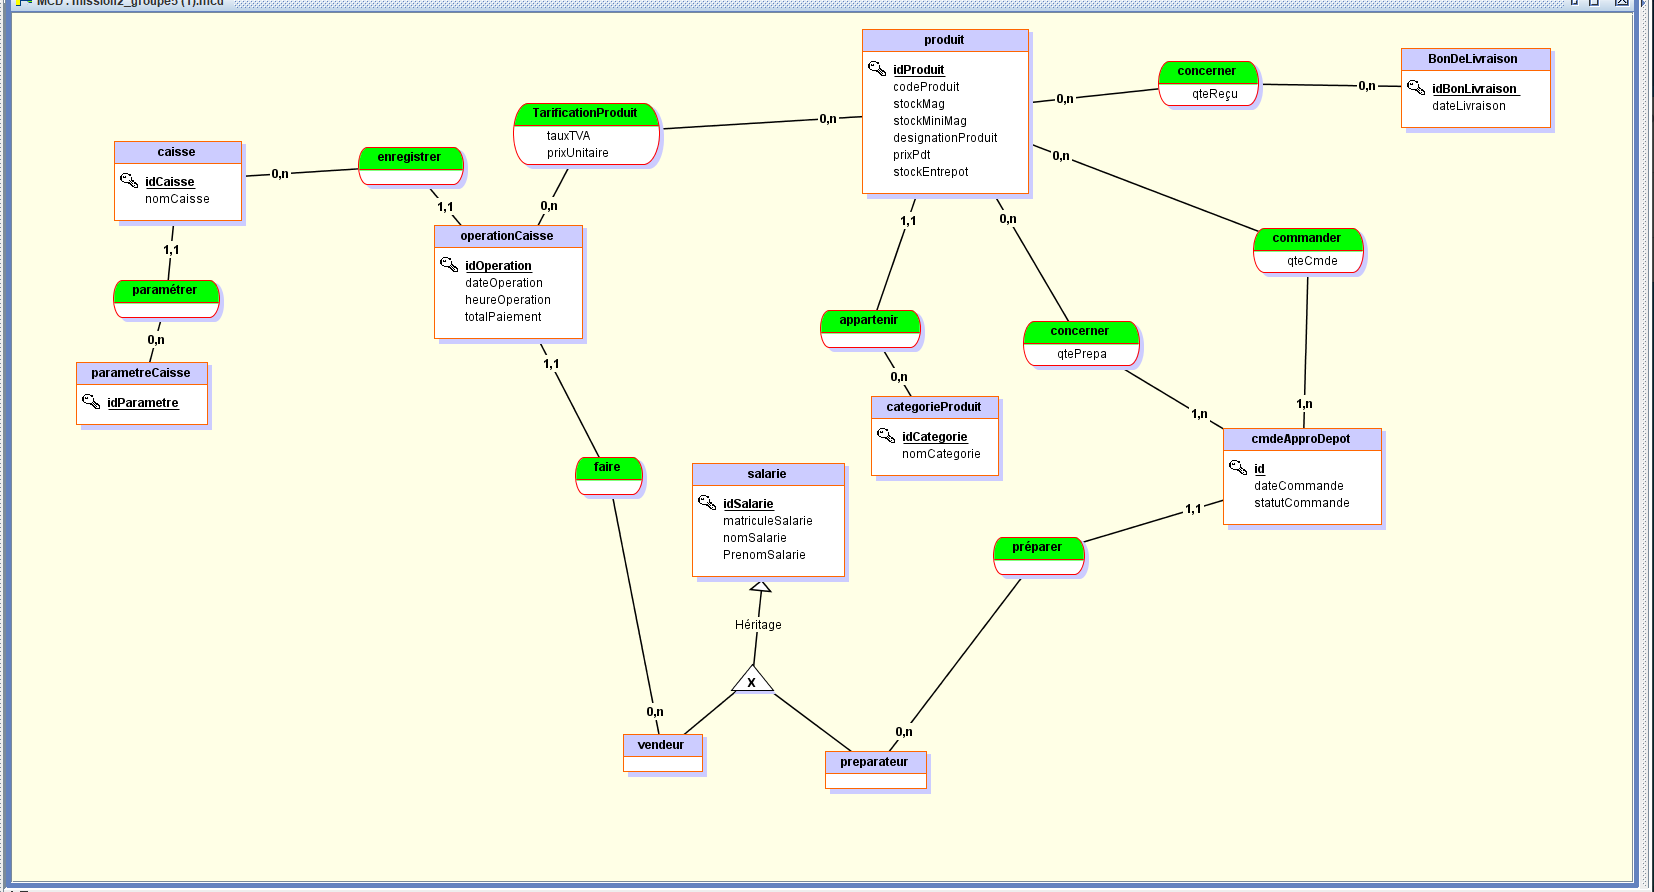 MCD : mission2_groupe5 (1).mcd
produit
idProduit
codeProduit
stockMag
stockMiniMag
designationProduit
prixPdt
stockEntrepot
concerner
qteReçu
0,n
0,n
BonDeLivraison
idBonLivraison
dateLivraison
TarificationProduit
tauxTVA
prixUnitaire
0,n
0,n
caisse
idCaisse
nomCaisse
0,n
enregistrer
1,1
operationCaisse
idOperation
dateOperation
heureOperation
totalPaiement
1,1
paramétrer
0,n
parametreCaisse
idParametre
1,1
faire
0,n
1,1
appartenir
0,n
categorieProduit
idCategorie
nomCategorie
0,n
concerner
qtePrepa
1,n
0,n
commander
qteCmde
1,n
cmdeApproDepot
id
dateCommande
statutCommande
1,1
préparer
0,n
salarie
idSalarie
matriculeSalarie
nomSalarie
PrenomSalarie
Héritage
X
vendeur
preparateur